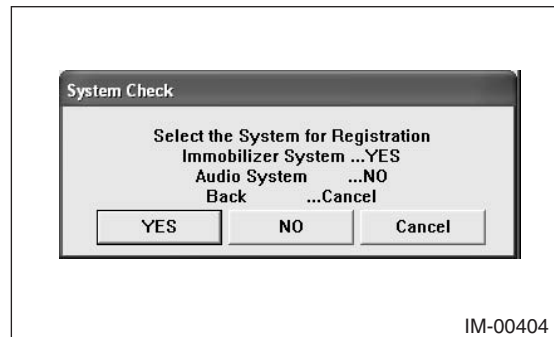 System Check
Select the System for Registration
Immobilizer System ...YES
Audio System ...NO
Back ...Cancel
YES NO Cancel
IM-00404